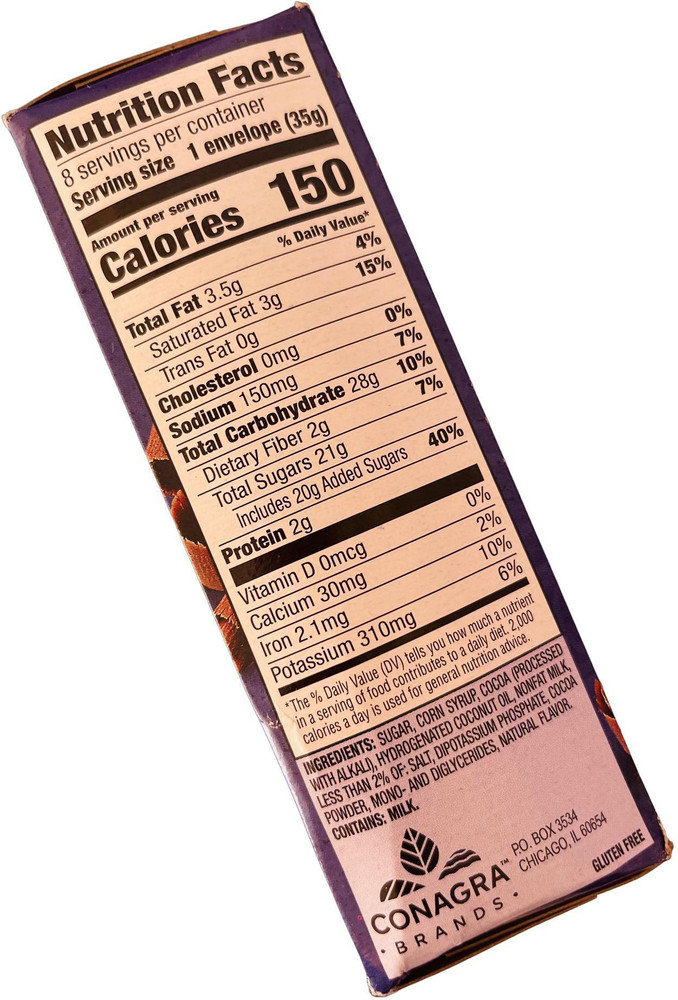 Nutrition Facts
8 servings per container
Serving size 1 envelope (35g)
Amount per serving
Calories 150
% Daily Value*
Total Fat 3.5g 4%
Saturated Fat 3g 15%
Trans Fat 0g
Cholesterol 0mg 0%
Sodium 150mg 7%
Total Carbohydrate 28g 10%
Dietary Fiber 2g 7%
Total Sugars 21g
Includes 20g Added Sugars 40%
Protein 2g
Vitamin D 0mcg 0%
Calcium 30mg 2%
Iron 2.1mg 10%
Potassium 310mg 6%
*The % Daily Value (DV) tells you how much a nutrient
in a serving of food contributes to a daily diet. 2,000
calories a day is used for general nutrition advice.
INGREDIENTS: SUGAR, CORN SYRUP, COCOA (PROCESSED
WITH ALKALI), HYDROGENATED COCONUT OIL, NONFAT MILK,
LESS THAN 2% OF: SALT, DIPOTASSIUM PHOSPHATE, COCOA
POWDER, MONO- AND DIGLYCERIDES, NATURAL FLAVOR.
CONTAINS: MILK.
CONAGRA™
• BRANDS •
P.O. BOX 3534
CHICAGO, IL 60654
GLUTEN FREE